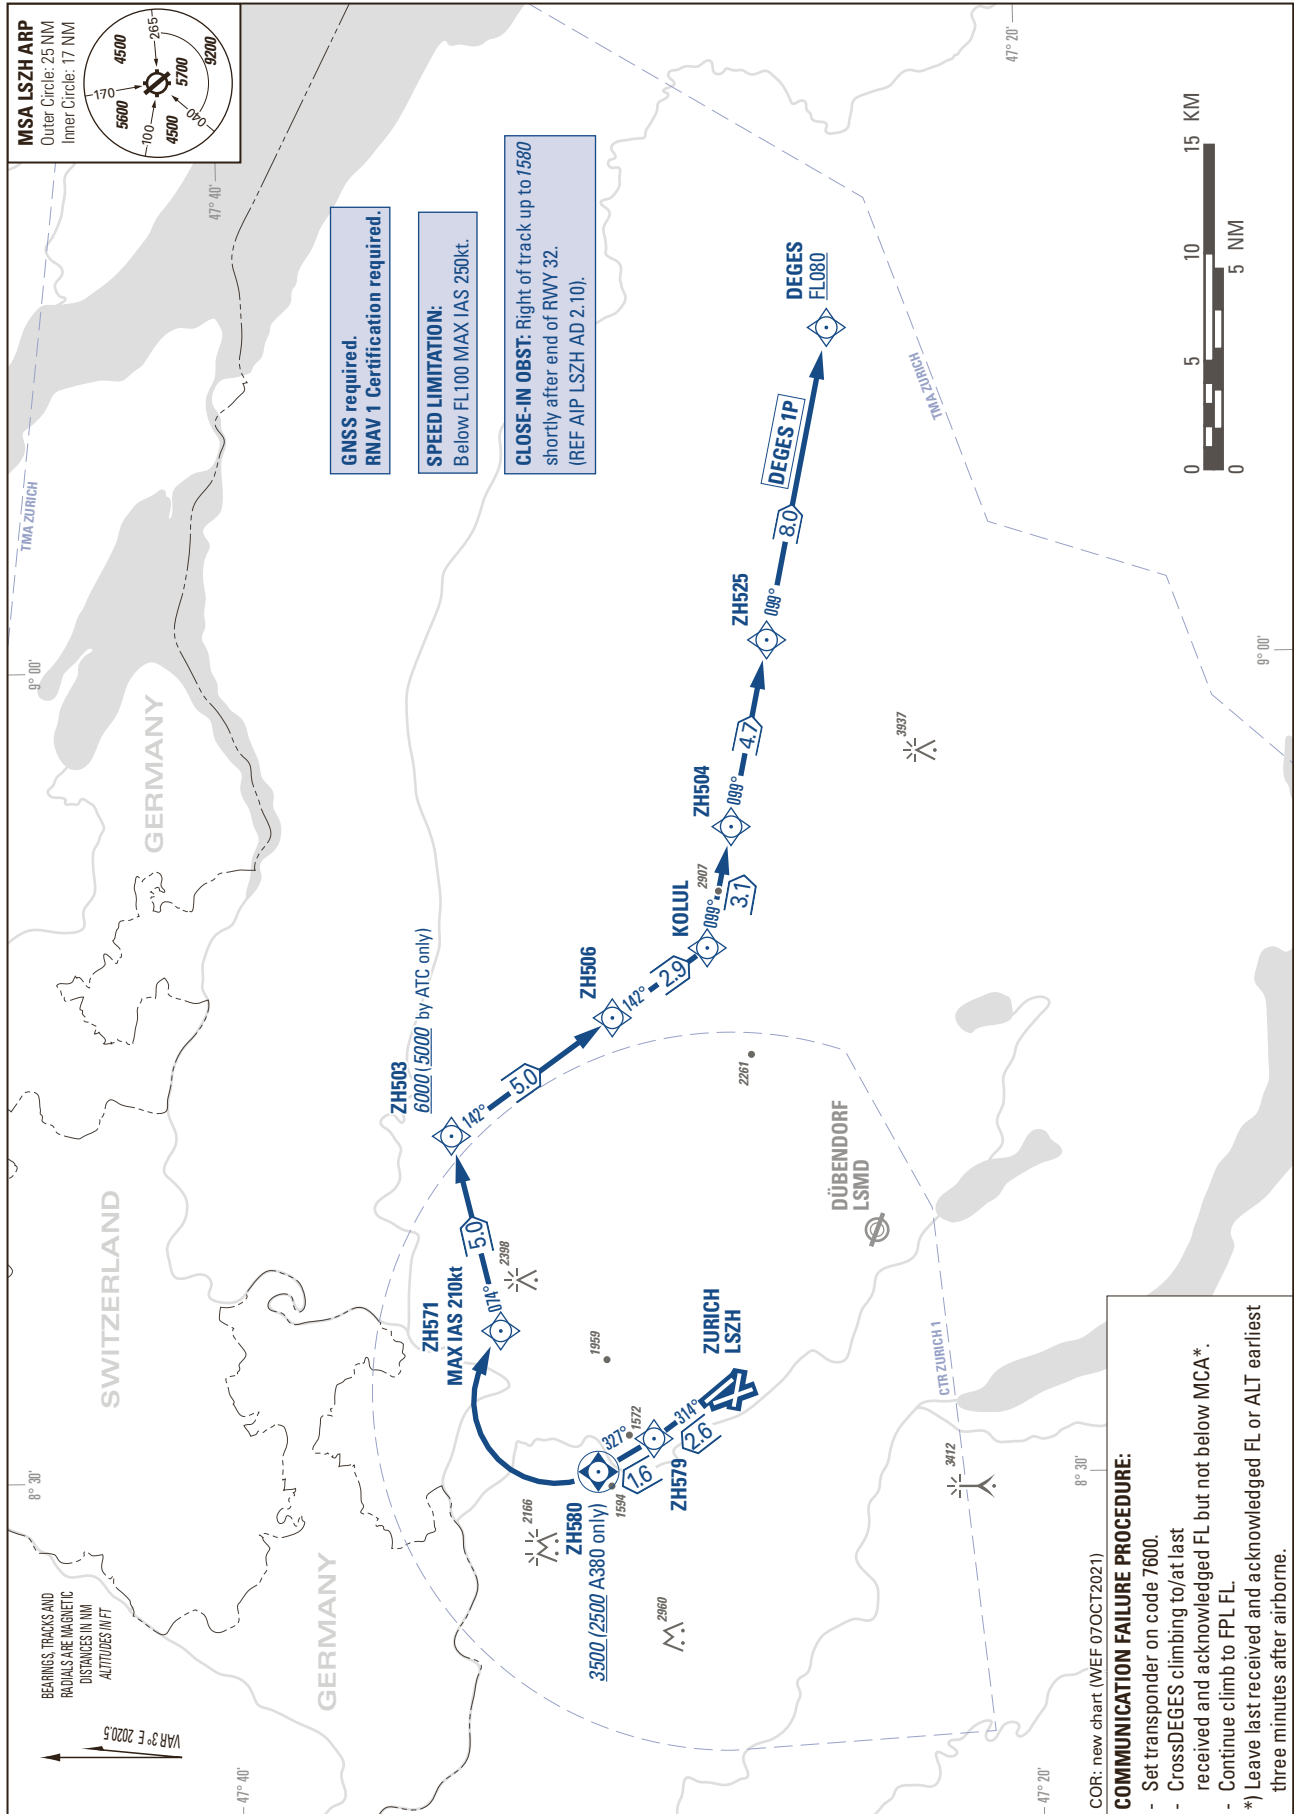 MSA LSZH ARP
Outer Circle: 25 NM
Inner Circle: 17 NM
170
265
100
040
4500
5600
5700
4500
9200
47° 40'
47° 20'
TMA ZURICH
GNSS required.
RNAV 1 Certification required.
SPEED LIMITATION:
Below FL100 MAX IAS 250kt.
CLOSE-IN OBST: Right of track up to 1580
shortly after end of RWY 32.
(REF AIP LSZH AD 2.10).
DEGES
FL080
DEGES 1P
8.0
099°
ZH525
4.7
099°
ZH504
2907
3.1
099°
KOLUL
2.9
142°
ZH506
5.0
142°
ZH503
6000 (5000 by ATC only)
5.0
074°
ZH571
MAX IAS 210kt
2398
1959
1572
327°
314°
1.6
2.6
ZH579
ZH580
3500 (2500 A380 only)
1594
2166
2960
ZURICH
LSZH
DÜBENDORF
LSMD
2261
3937
3412
CTR ZURICH 1
TMA ZURICH
GERMANY
SWITZERLAND
GERMANY
9° 00'
9° 00'
8° 30'
8° 30'
0
5
10
15 KM
0
5 NM
BEARINGS, TRACKS AND
RADIALS ARE MAGNETIC
DISTANCES IN NM
ALTITUDES IN FT
VAR 3° E 2020.5
47° 40'
47° 20'
COR: new chart (WEF 07OCT2021)
COMMUNICATION FAILURE PROCEDURE:
- Set transponder on code 7600.
- CrossDEGES climbing to/at last
received and acknowledged FL but not below MCA*.
- Continue climb to FPL FL.
*) Leave last received and acknowledged FL or ALT earliest
three minutes after airborne.